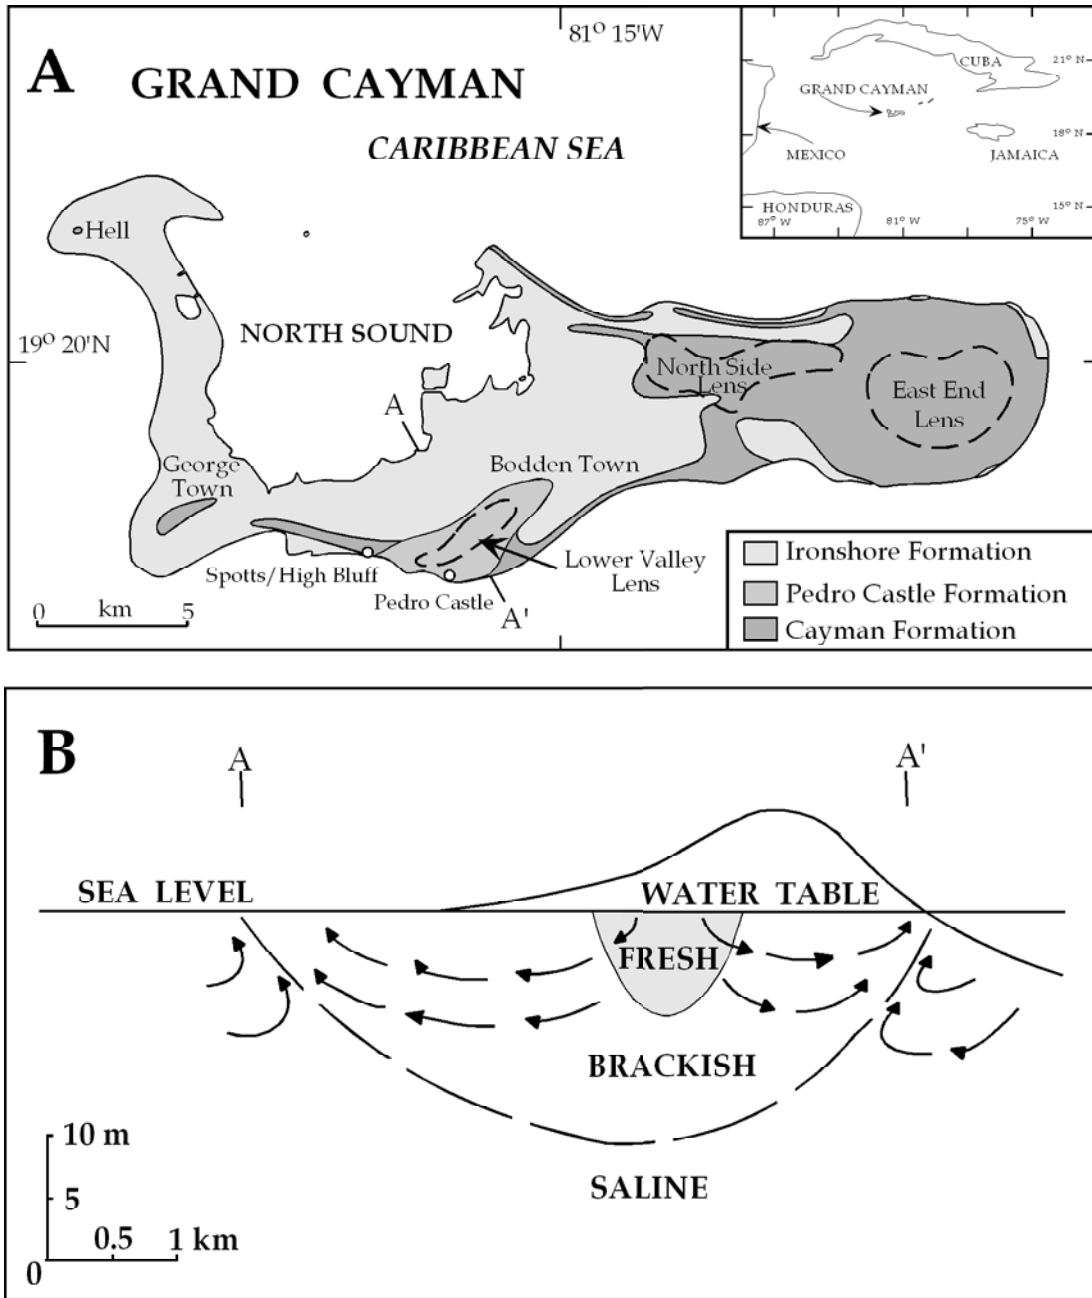 A
GRAND CAYMAN
CARIBBEAN SEA
81° 15'W
CUBA
21° N
GRAND CAYMAN
18° N
MEXICO
JAMAICA
HONDURAS
15° N
87° W
81° W
75° W
Hell
NORTH SOUND
19° 20'N
A
North Side
Lens
East End
Lens
George
Town
Bodden Town
Spotts/High Bluff
Lower Valley
Lens
Pedro Castle
A'
0 km 5
Ironshore Formation
Pedro Castle Formation
Cayman Formation
B
A
A'
SEA LEVEL
WATER TABLE
FRESH
BRACKISH
SALINE
10 m
5
0.5 1 km
0